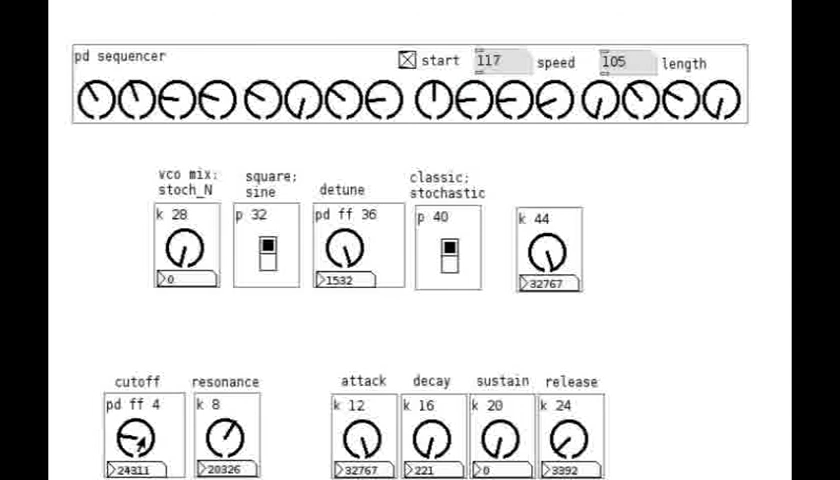 pd sequencer
start 117 speed 105 length
vco mix; square; classic;
stoch_N sine detune stochastic
k 28 p 32 pd ff 36 p 40 k 44
0 1532 32767
cutoff resonance attack decay sustain release
pd ff 4 k 8 k 12 k 16 k 20 k 24
24311 20326 32767 221 0 3392